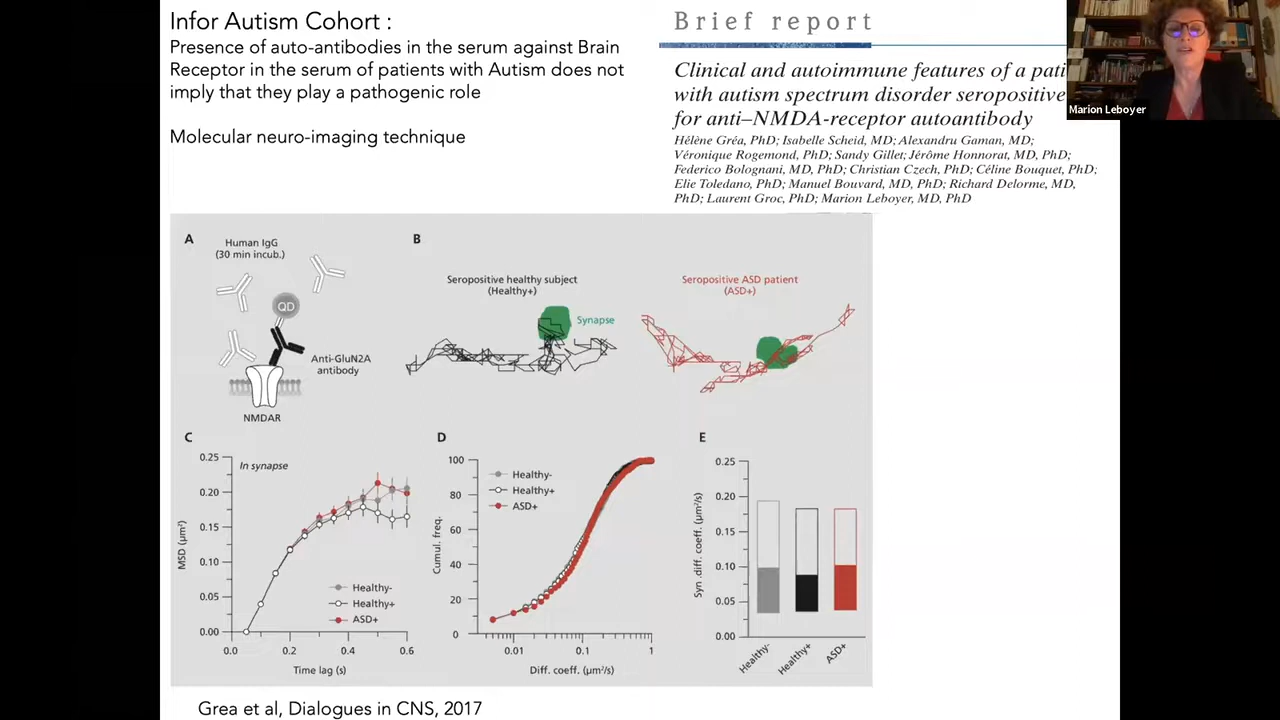 Infor Autism Cohort :
Presence of auto-antibodies in the serum against Brain
Receptor in the serum of patients with Autism does not
imply that they play a pathogenic role
Molecular neuro-imaging technique
Brief report
Clinical and autoimmune features of a pati
with autism spectrum disorder seropositive
for anti–NMDA-receptor autoantibody
Hélène Gréa, PhD; Isabelle Scheid, MD; Alexandru Gaman, MD;
Véronique Rogemond, PhD; Sandy Gillet; Jérôme Honnorat, MD, PhD;
Federico Bolognani, MD, PhD; Christian Czech, PhD; Céline Bouquet, PhD;
Elie Toledano, PhD; Manuel Bouvard, MD, PhD; Richard Delorme, MD,
PhD; Laurent Groc, PhD; Marion Leboyer, MD, PhD
Marion Leboyer
A
Human IgG
(30 min incub.)
QD
Anti-GluN2A
antibody
NMDAR
B
Seropositive healthy subject
(Healthy+)
Synapse
Seropositive ASD patient
(ASD+)
C
In synapse
MSD (µm²)
0.25
0.20
0.15
0.10
0.05
0.00
0.0 0.2 0.4 0.6
Time lag (s)
Healthy-
Healthy+
ASD+
D
Cumul. freq.
100
80
60
40
20
0
0.01 0.1 1
Diff. coeff. (µm²/s)
Healthy-
Healthy+
ASD+
E
Syn .diff. coeff. (µm²/s)
0.25
0.20
0.15
0.10
0.05
0.00
Healthy-
Healthy+
ASD+
Grea et al, Dialogues in CNS, 2017